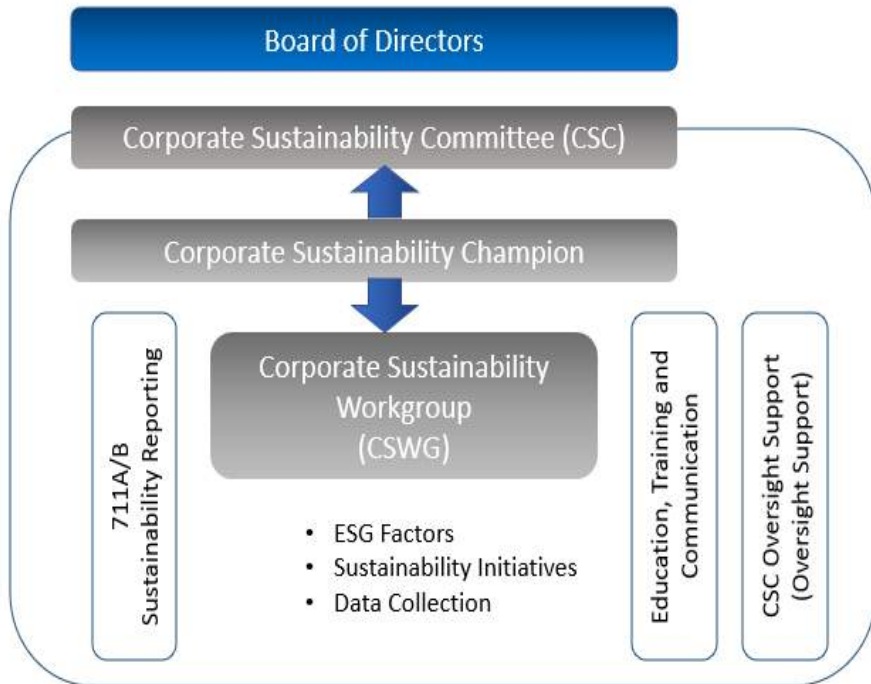 Board of Directors
Corporate Sustainability Committee (CSC)
Corporate Sustainability Champion
711A/B
Sustainability Reporting
Corporate Sustainability
Workgroup
(CSWG)
• ESG Factors
• Sustainability Initiatives
• Data Collection
Education, Training and
Communication
CSC Oversight Support
(Oversight Support)